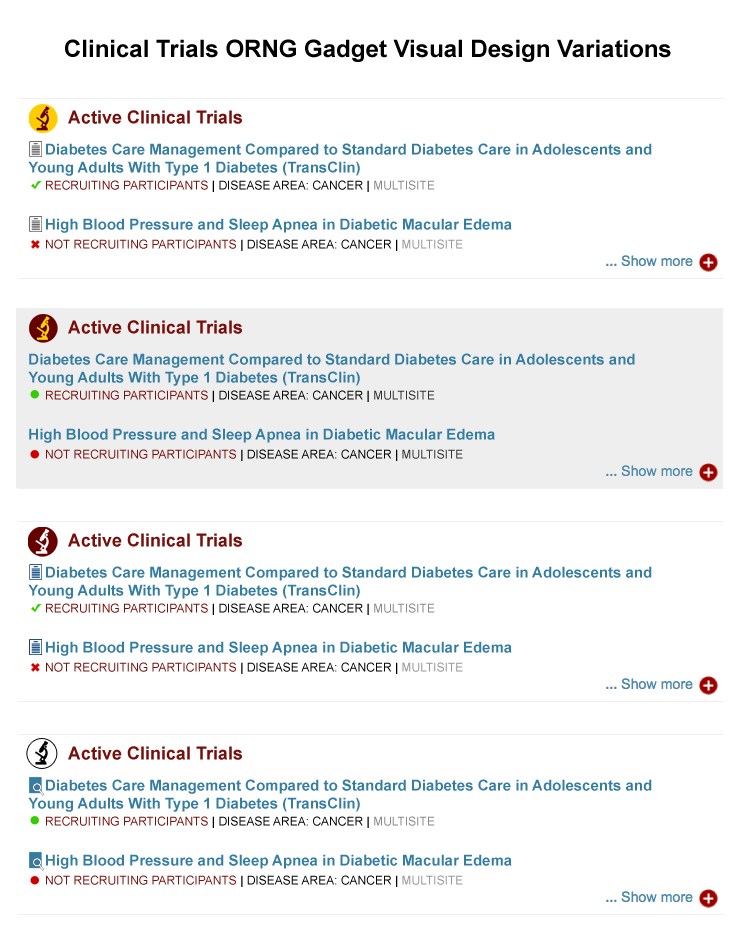 Clinical Trials ORNG Gadget Visual Design Variations
Active Clinical Trials
Diabetes Care Management Compared to Standard Diabetes Care in Adolescents and
Young Adults With Type 1 Diabetes (TransClin)
RECRUITING PARTICIPANTS | DISEASE AREA: CANCER | MULTISITE
High Blood Pressure and Sleep Apnea in Diabetic Macular Edema
NOT RECRUITING PARTICIPANTS | DISEASE AREA: CANCER | MULTISITE
... Show more
Active Clinical Trials
Diabetes Care Management Compared to Standard Diabetes Care in Adolescents and
Young Adults With Type 1 Diabetes (TransClin)
RECRUITING PARTICIPANTS | DISEASE AREA: CANCER | MULTISITE
High Blood Pressure and Sleep Apnea in Diabetic Macular Edema
NOT RECRUITING PARTICIPANTS | DISEASE AREA: CANCER | MULTISITE
... Show more
Active Clinical Trials
Diabetes Care Management Compared to Standard Diabetes Care in Adolescents and
Young Adults With Type 1 Diabetes (TransClin)
RECRUITING PARTICIPANTS | DISEASE AREA: CANCER | MULTISITE
High Blood Pressure and Sleep Apnea in Diabetic Macular Edema
NOT RECRUITING PARTICIPANTS | DISEASE AREA: CANCER | MULTISITE
... Show more
Active Clinical Trials
Diabetes Care Management Compared to Standard Diabetes Care in Adolescents and
Young Adults With Type 1 Diabetes (TransClin)
RECRUITING PARTICIPANTS | DISEASE AREA: CANCER | MULTISITE
High Blood Pressure and Sleep Apnea in Diabetic Macular Edema
NOT RECRUITING PARTICIPANTS | DISEASE AREA: CANCER | MULTISITE
... Show more